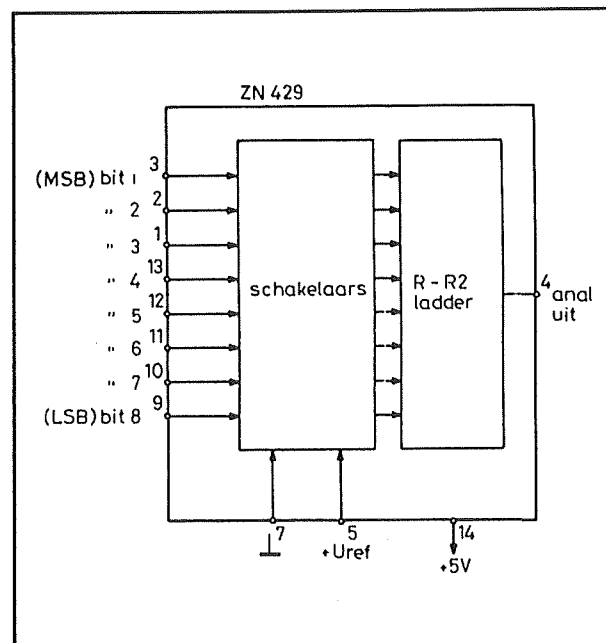 ZN 429
(MSB) bit 1 3
" 2 2
" 3 1
" 4 13
" 5 12
" 6 11
" 7 10
(LSB) bit 8 9
schakelaars
R - R2
ladder
4 anal
uit
7 5 14
+Uref +5V